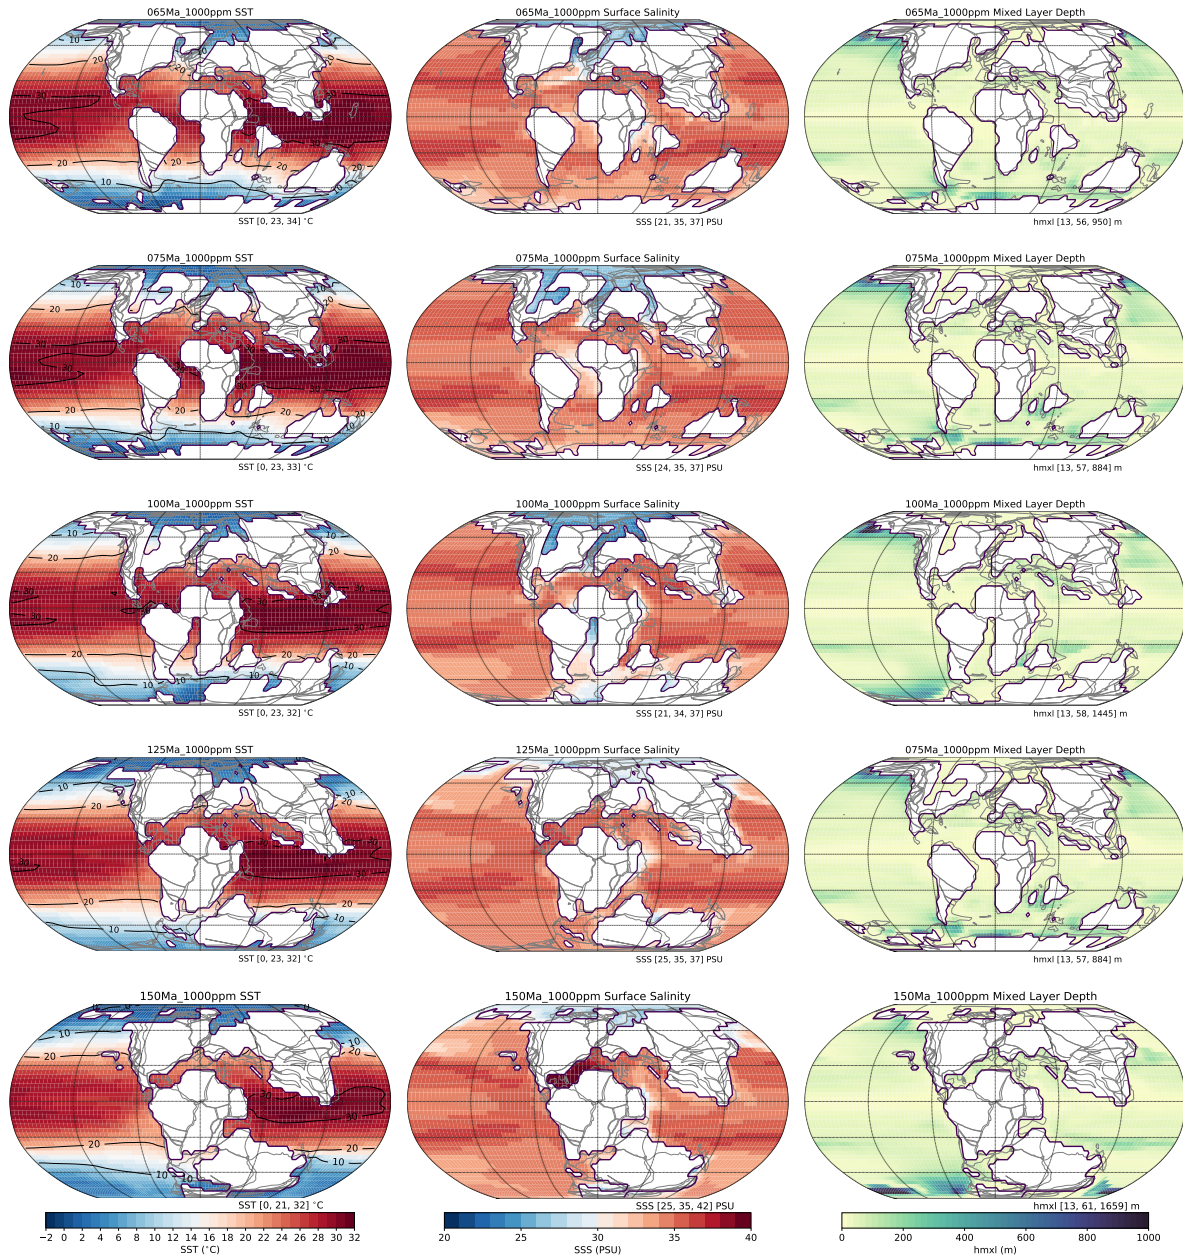 065Ma_1000ppm SST
065Ma_1000ppm Surface Salinity
065Ma_1000ppm Mixed Layer Depth
SST [0, 23, 34] °C
SSS [21, 35, 37] PSU
hmxl [13, 56, 950] m
075Ma_1000ppm SST
075Ma_1000ppm Surface Salinity
075Ma_1000ppm Mixed Layer Depth
SST [0, 23, 33] °C
SSS [24, 35, 37] PSU
hmxl [13, 57, 884] m
100Ma_1000ppm SST
100Ma_1000ppm Surface Salinity
100Ma_1000ppm Mixed Layer Depth
SST [0, 23, 32] °C
SSS [21, 34, 37] PSU
hmxl [13, 58, 1445] m
125Ma_1000ppm SST
125Ma_1000ppm Surface Salinity
075Ma_1000ppm Mixed Layer Depth
SST [0, 23, 32] °C
SSS [25, 35, 37] PSU
hmxl [13, 57, 884] m
150Ma_1000ppm SST
150Ma_1000ppm Surface Salinity
150Ma_1000ppm Mixed Layer Depth
SST [0, 21, 32] °C
SSS [25, 35, 42] PSU
hmxl [13, 61, 1659] m
−2 0 2 4 6 8 10 12 14 16 18 20 22 24 26 28 30 32
SST (°C)
20 25 30 35 40
SSS (PSU)
0 200 400 600 800 1000
hmxl (m)